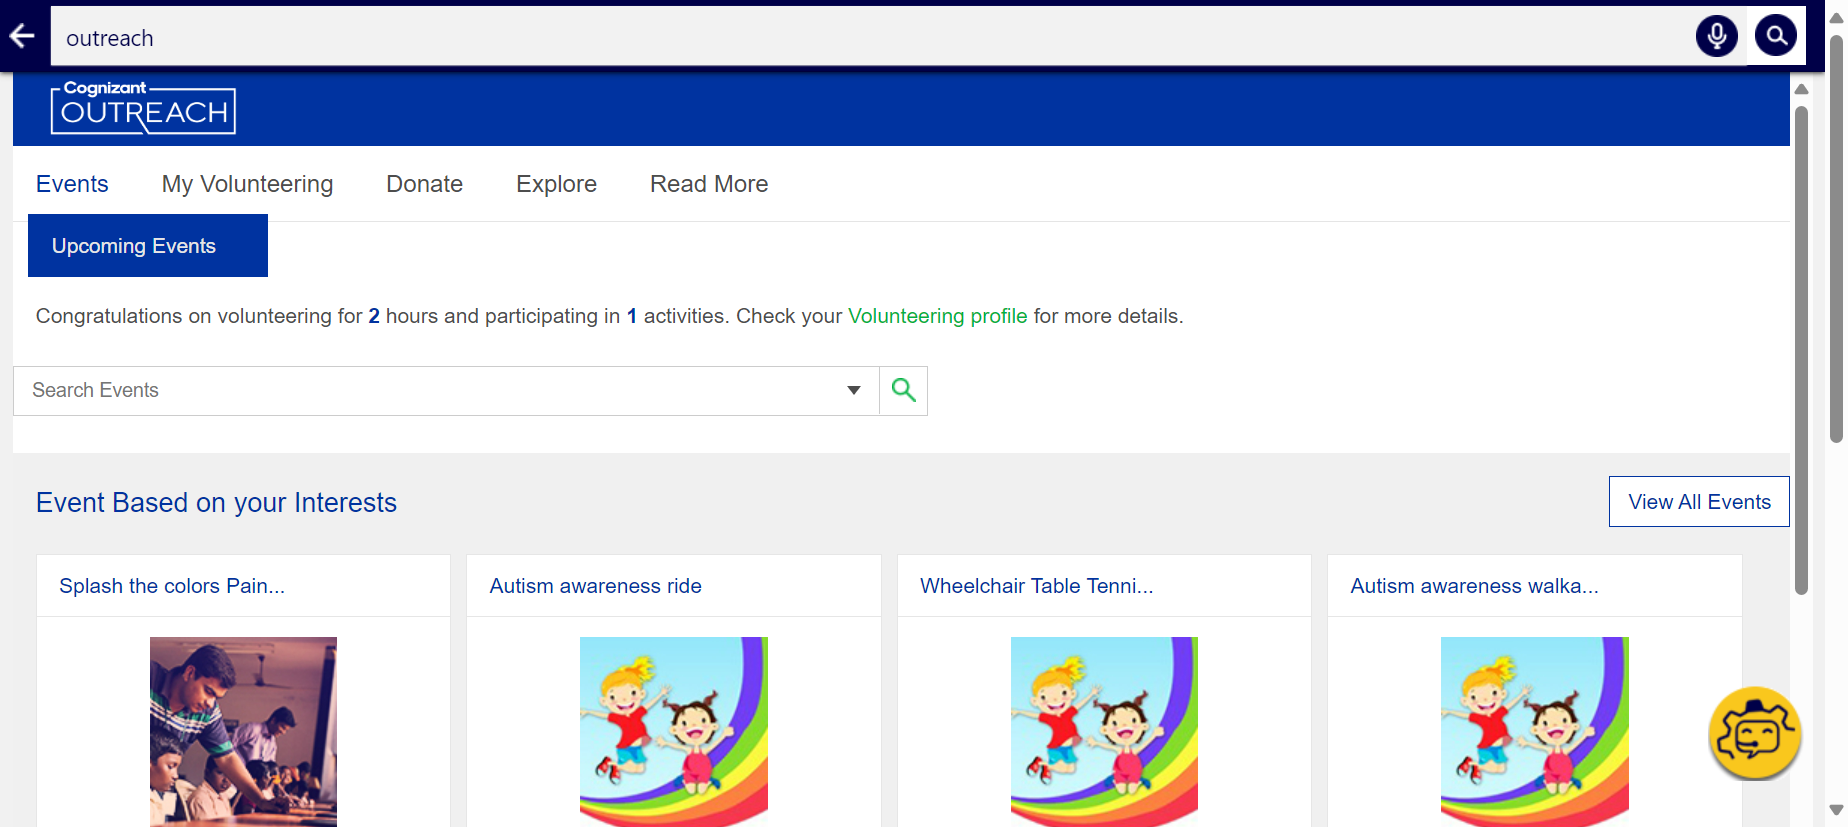 outreach
Cognizant
OUTREACH
Events My Volunteering Donate Explore Read More
Upcoming Events
Congratulations on volunteering for 2 hours and participating in 1 activities. Check your Volunteering profile for more details.
Search Events
Event Based on your Interests
View All Events
Splash the colors Pain...
Autism awareness ride
Wheelchair Table Tenni...
Autism awareness walka...